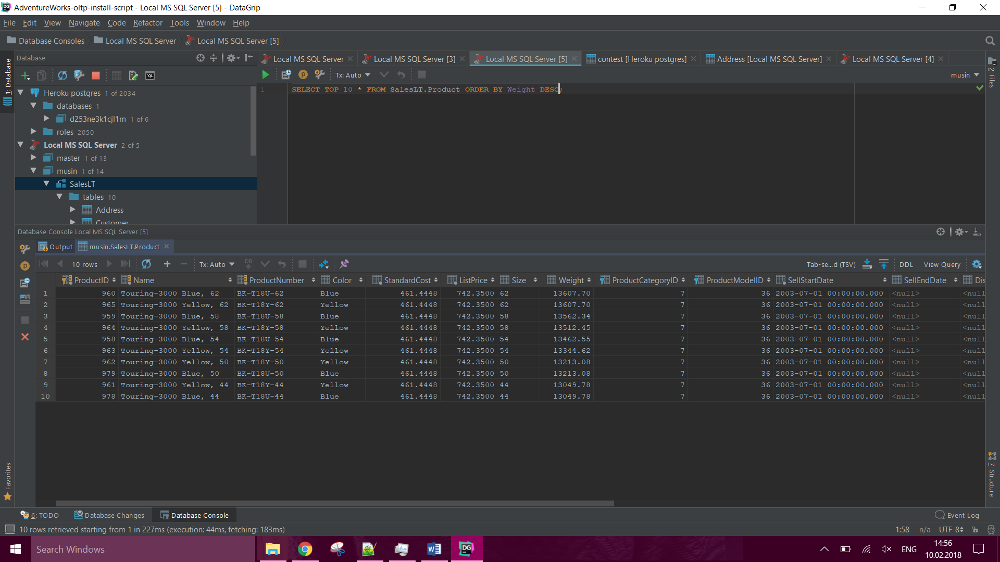 AdventureWorks-oltp-install-script - Local MS SQL Server [5] - DataGrip
File Edit View Navigate Code Refactor Tools Window Help
Database Consoles Local MS SQL Server Local MS SQL Server [5]
1: Database
Database
Local MS SQL Server Local MS SQL Server [3] Local MS SQL Server [5] contest [Heroku postgres] Address [Local MS SQL Server] Local MS SQL Server [4]
2: Files
Tx: Auto musin
Heroku postgres 1 of 2034
databases 1
d253ne3k1cjl1m 1 of 6
roles 2050
Local MS SQL Server 2 of 5
master 1 of 13
musin 1 of 14
SalesLT
tables 10
Address
Customer
1 SELECT TOP 10 * FROM SalesLT.Product ORDER BY Weight DESC;
Database Console Local MS SQL Server [5]
Output musin.SalesLT.Product
10 rows Tx: Auto DB Tab-se...d (TSV) DDL View Query
ProductID Name ProductNumber Color StandardCost ListPrice Size Weight ProductCategoryID ProductModelID SellStartDate SellEndDate Dis
1 960 Touring-3000 Blue, 62 BK-T18U-62 Blue 461.4448 742.3500 62 13607.70 7 36 2003-07-01 00:00:00.000 <null> <null
2 965 Touring-3000 Yellow, 62 BK-T18Y-62 Yellow 461.4448 742.3500 62 13607.70 7 36 2003-07-01 00:00:00.000 <null> <null
3 959 Touring-3000 Blue, 58 BK-T18U-58 Blue 461.4448 742.3500 58 13562.34 7 36 2003-07-01 00:00:00.000 <null> <null
4 964 Touring-3000 Yellow, 58 BK-T18Y-58 Yellow 461.4448 742.3500 58 13512.45 7 36 2003-07-01 00:00:00.000 <null> <null
5 958 Touring-3000 Blue, 54 BK-T18U-54 Blue 461.4448 742.3500 54 13462.55 7 36 2003-07-01 00:00:00.000 <null> <null
6 963 Touring-3000 Yellow, 54 BK-T18Y-54 Yellow 461.4448 742.3500 54 13344.62 7 36 2003-07-01 00:00:00.000 <null> <null
7 962 Touring-3000 Yellow, 50 BK-T18Y-50 Yellow 461.4448 742.3500 50 13213.08 7 36 2003-07-01 00:00:00.000 <null> <null
8 979 Touring-3000 Blue, 50 BK-T18U-50 Blue 461.4448 742.3500 50 13213.08 7 36 2003-07-01 00:00:00.000 <null> <null
9 961 Touring-3000 Yellow, 44 BK-T18Y-44 Yellow 461.4448 742.3500 44 13049.78 7 36 2003-07-01 00:00:00.000 <null> <null
10 978 Touring-3000 Blue, 44 BK-T18U-44 Blue 461.4448 742.3500 44 13049.78 7 36 2003-07-01 00:00:00.000 <null> <null
Favorites
7: Structure
6: TODO Database Changes Database Console Event Log
10 rows retrieved starting from 1 in 227ms (execution: 44ms, fetching: 183ms) 1:58 n/a UTF-8
Search Windows
DG
ENG
14:56
10.02.2018